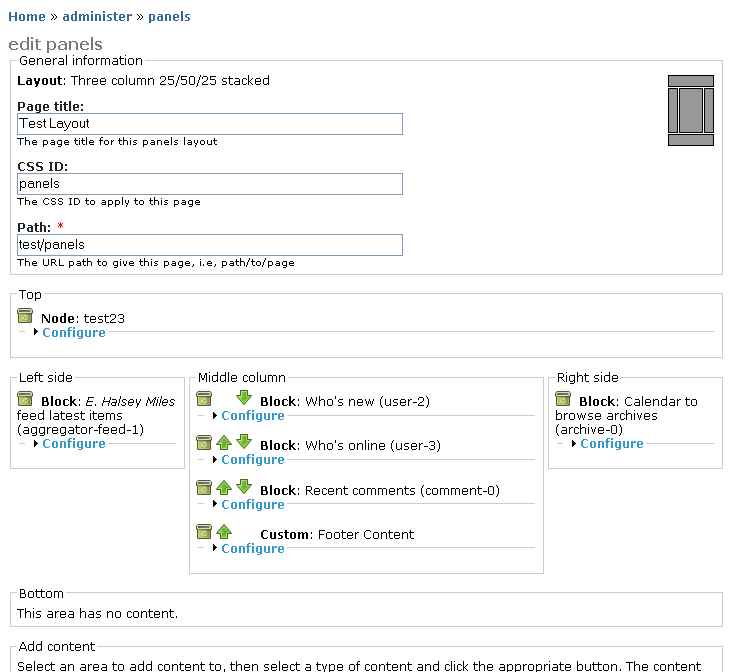 Home » administer » panels
edit panels
General information
Layout: Three column 25/50/25 stacked
Page title:
Test Layout
The page title for this panels layout
CSS ID:
panels
The CSS ID to apply to this page
Path: *
test/panels
The URL path to give this page, i.e, path/to/page
Top
Node: test23
Configure
Left side
Block: E. Halsey Miles
feed latest items
(aggregator-feed-1)
Configure
Middle column
Block: Who's new (user-2)
Configure
Block: Who's online (user-3)
Configure
Block: Recent comments (comment-0)
Configure
Custom: Footer Content
Configure
Right side
Block: Calendar to
browse archives
(archive-0)
Configure
Bottom
This area has no content.
Add content
Select an area to add content to, then select a type of content and click the appropriate button. The content